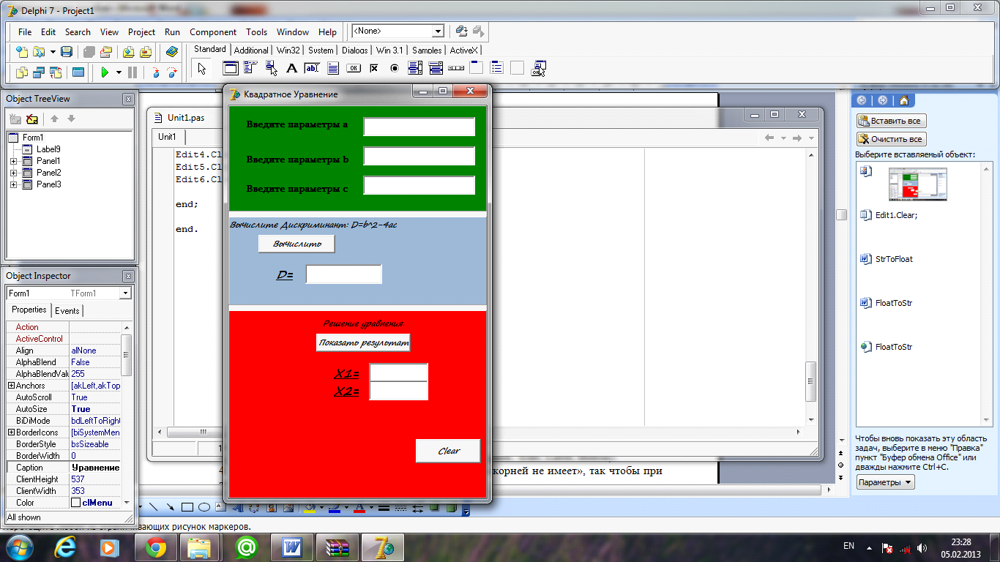 Delphi 7 - Project1
File Edit Search View Project Run Component Tools Window Help
<None>
Standard Additional Win32 System Dialogs Win 3.1 Samples ActiveX
Object TreeView
Form1
Label9
Panel1
Panel2
Panel3
Object Inspector
Form1 TForm1
Properties Events
Action
ActiveControl
Align alNone
AlphaBlend False
AlphaBlendValu 255
Anchors [akLeft,akTop
AutoScroll True
AutoSize True
BiDiMode bdLeftToRight
BorderIcons [biSystemMen
BorderStyle bsSizeable
BorderWidth 0
Caption Уравнение
ClientHeight 537
ClientWidth 353
Color clMenu
All shown
Unit1.pas
Unit1
Edit4.Cl
Edit5.Cl
Edit6.Cl
end;
end.
Квадратное Уравнение
Введите параметры a
Введите параметры b
Введите параметры c
Вычислите Дискриминант: D=b^2-4ac
Вычислить
D=
Решение уравнения
Показать результат
X1=
X2=
Clear
корней не имеет», так чтобы при
Вставить все
Очистить все
Выберите вставляемый объект:
Edit1.Clear;
StrToFloat
FloatToStr
FloatToStr
Чтобы вновь показать эту область
задач, выберите в меню "Правка"
пункт "Буфер обмена Office" или
дважды нажмите Ctrl+C.
Параметры
рисунок маркеров.
EN
23:28
05.02.2013